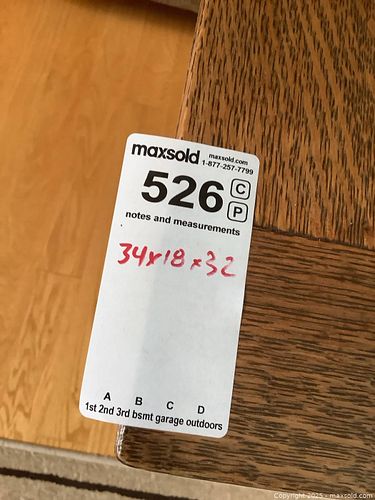 maxsold maxsold.com
1-877-257-7799
526 C
P
notes and measurements
34x18x32
A B C D
1st 2nd 3rd bsmt garage outdoors
Copyright 2025 - maxsold.com